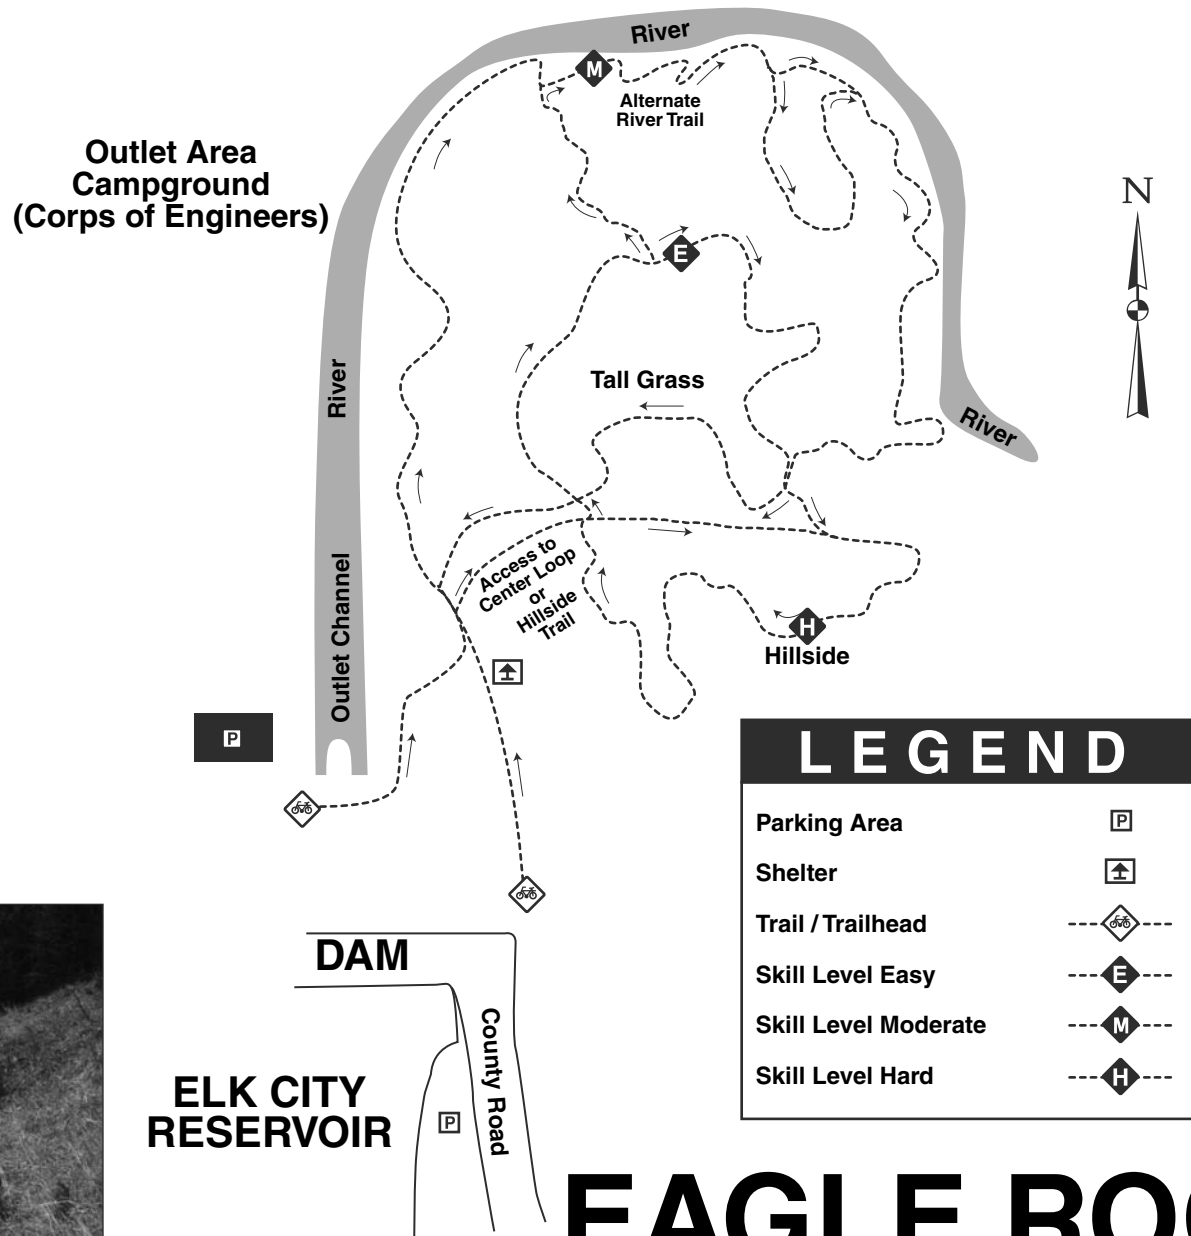 River
M
Alternate
River Trail
Outlet Area
Campground
(Corps of Engineers)
N
E
River
Tall Grass
River
Access to
Center Loop
or
Hillside
Trail
H
Hillside
Outlet Channel
P
LEGEND
Parking Area P
Shelter
Trail / Trailhead
Skill Level Easy E
Skill Level Moderate M
Skill Level Hard H
DAM
County Road
ELK CITY
RESERVOIR
P
EAGLE RO